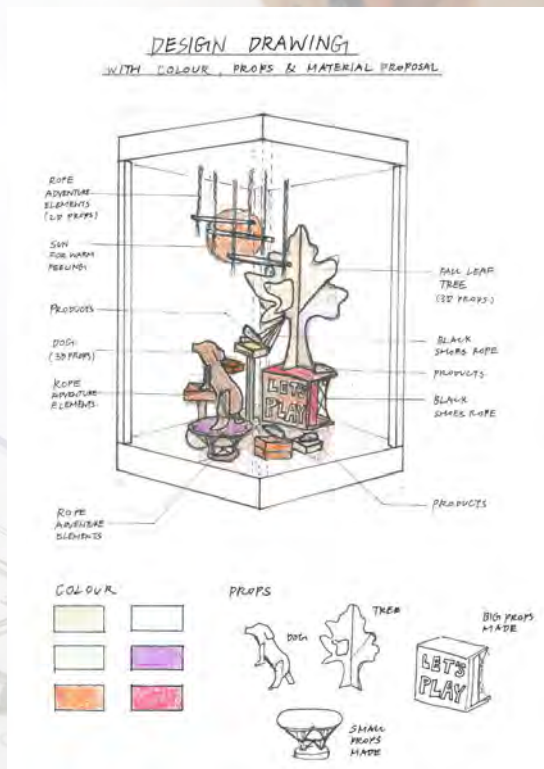 DESIGN DRAWING
WITH COLOUR, PROPS & MATERIAL PROPOSAL
ROPE
ADVENTURE
ELEMENTS
(2D PROPS)
SUN
FOR WARM
FEELING
PRODUCTS
DOG
(3D PROPS)
ROPE
ADVENTURE
ELEMENTS
ROPE
ADVENTURE
ELEMENTS
FALL LEAF
TREE
(3D PROPS)
BLACK
SHOES ROPE
PRODUCTS
BLACK
SHOES ROPE
PRODUCTS
LET'S
PLAY
COLOUR
PROPS
DOG
TREE
BIG PROPS
MADE
LET'S
PLAY
SMALL
PROPS
MADE